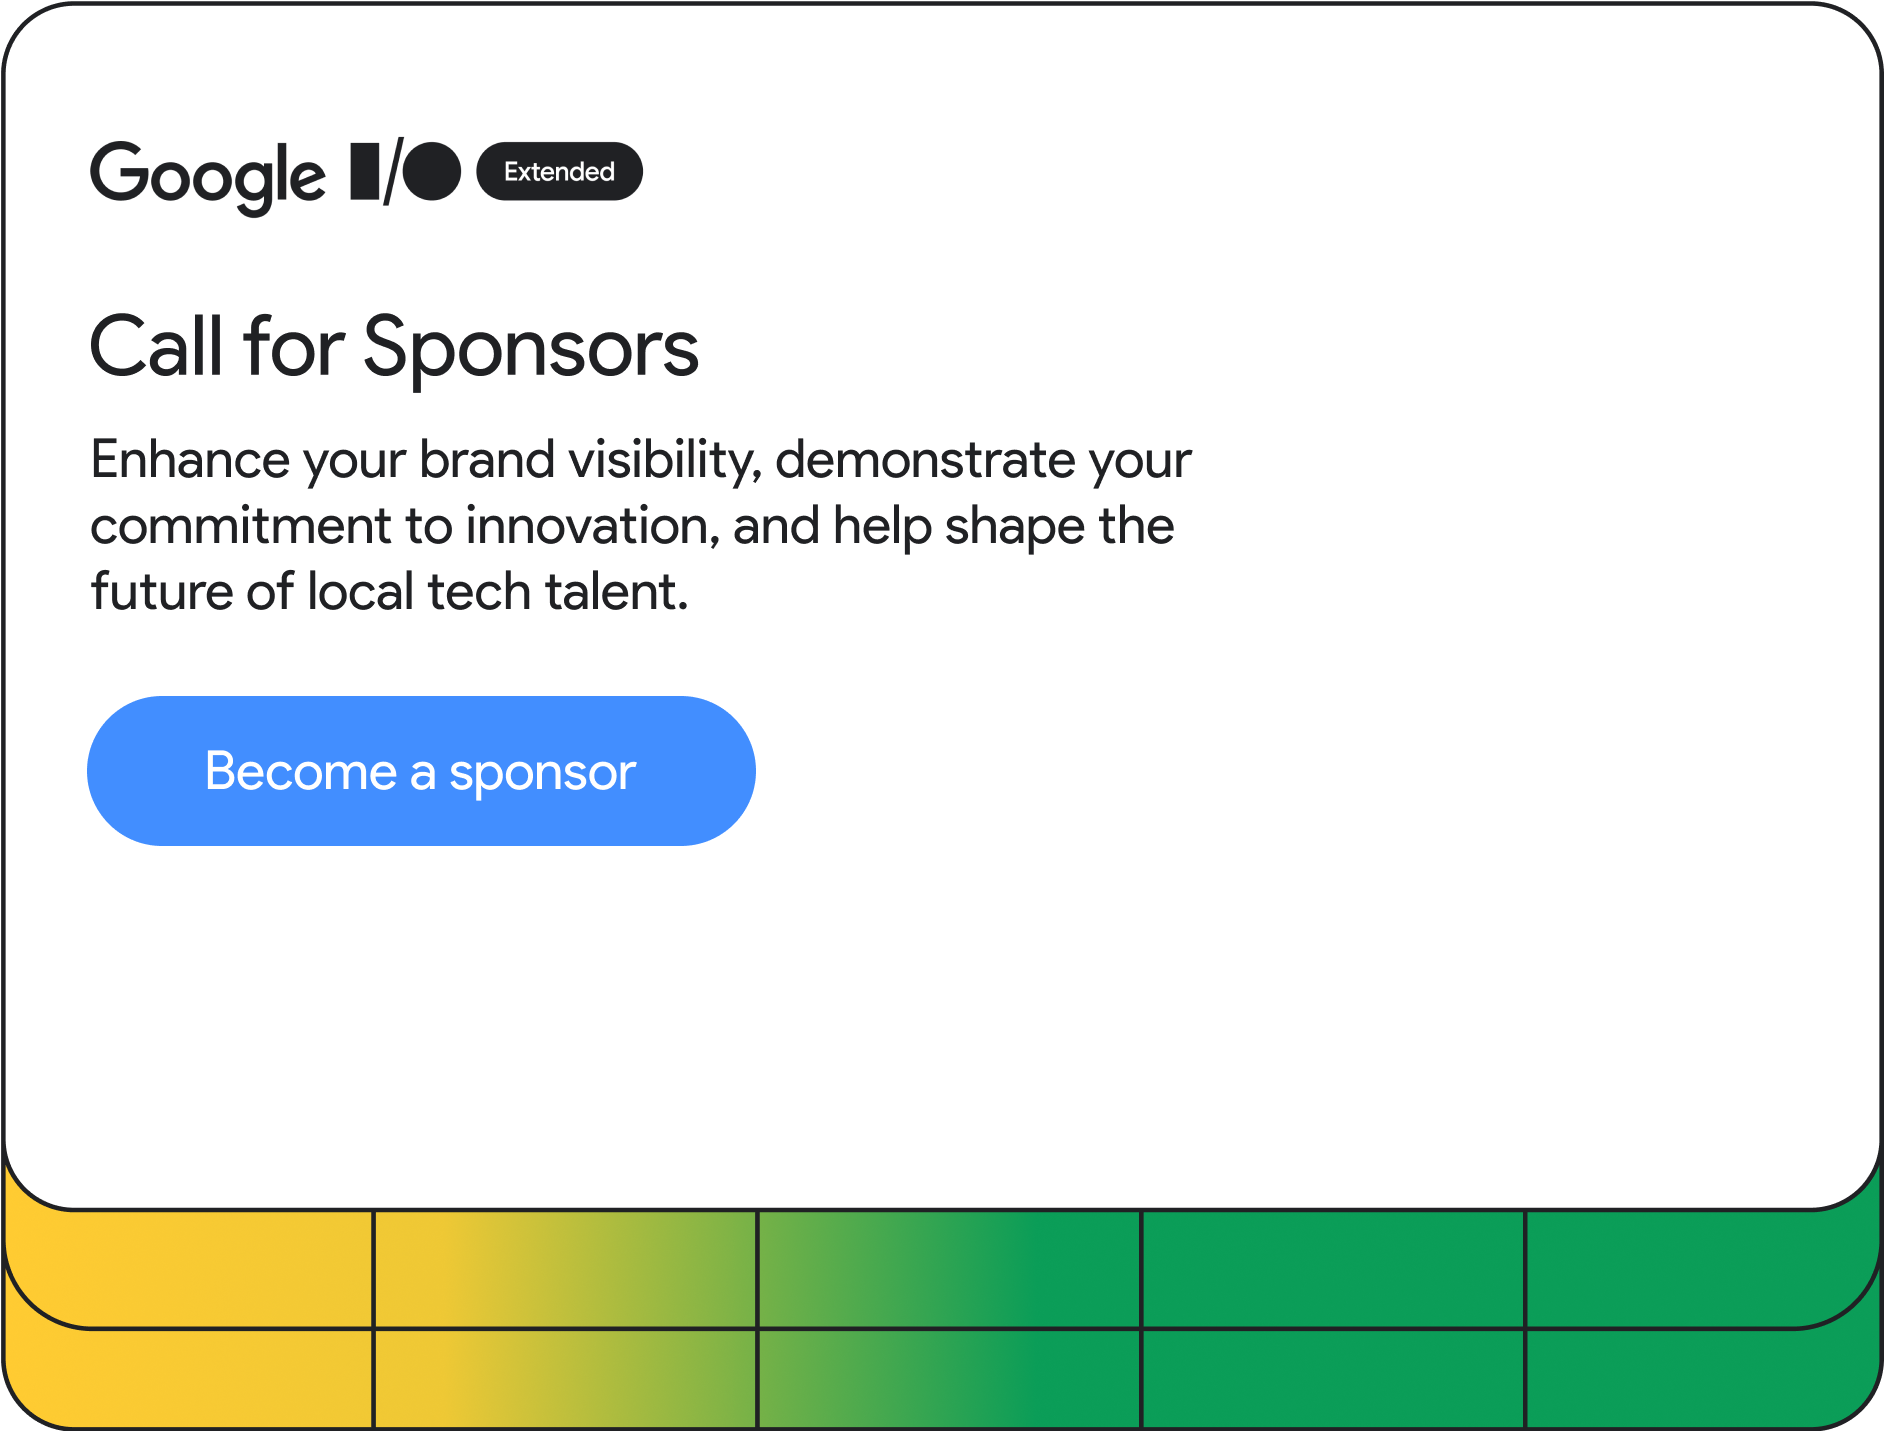 Google I/O Extended
Call for Sponsors
Enhance your brand visibility, demonstrate your
commitment to innovation, and help shape the
future of local tech talent.
Become a sponsor